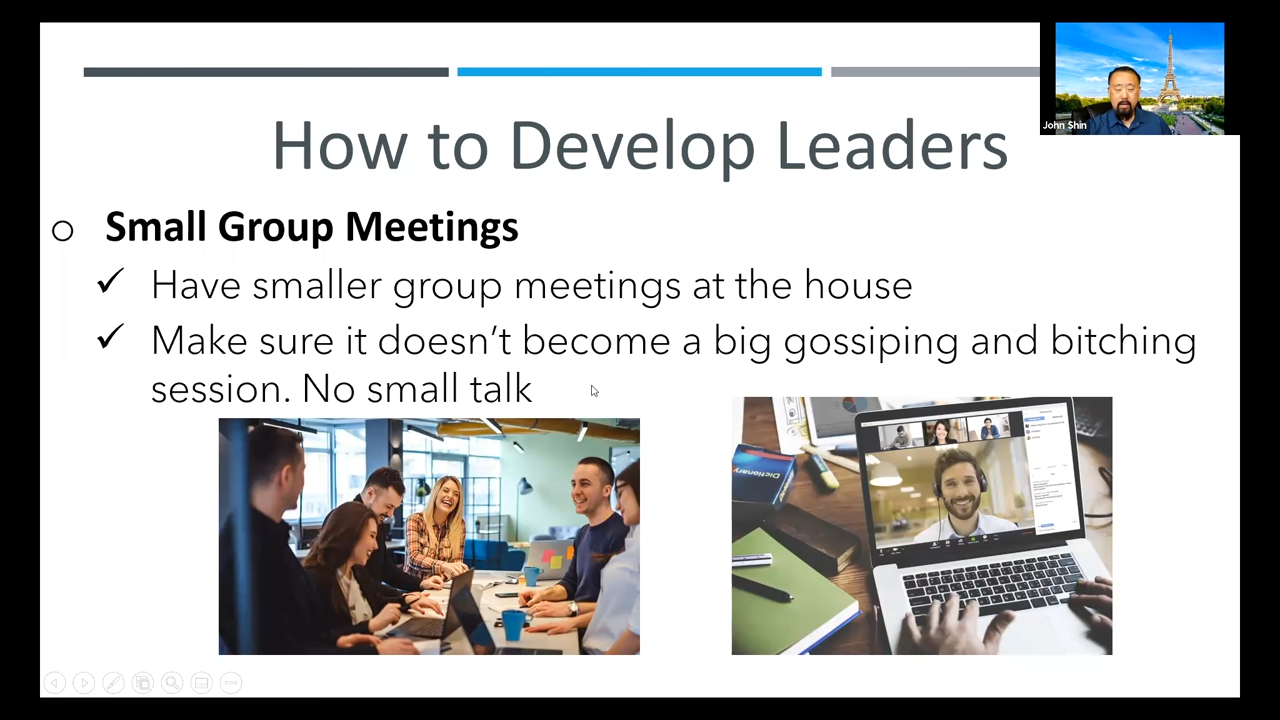 John Shin
How to Develop Leaders
o Small Group Meetings
✓ Have smaller group meetings at the house
✓ Make sure it doesn’t become a big gossiping and bitching
session. No small talk
Dictionary